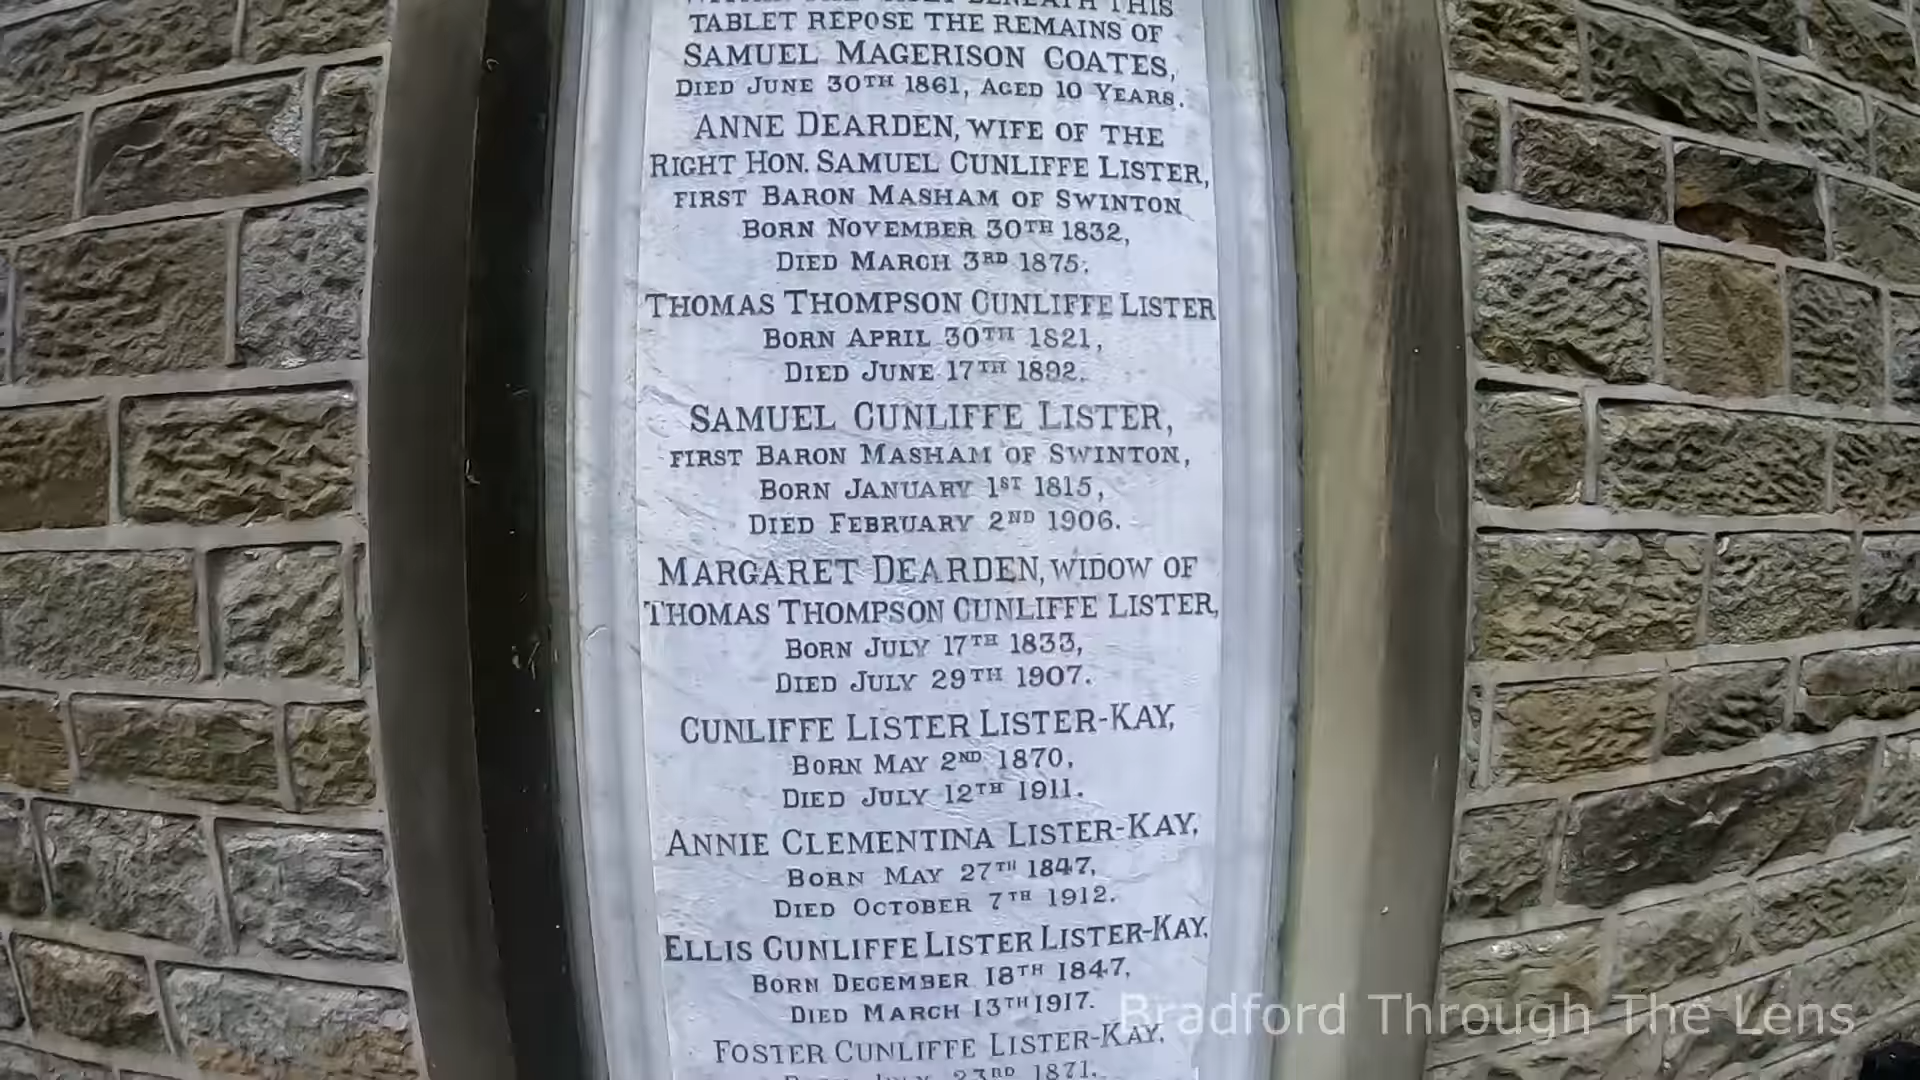 BENEATH THIS
TABLET REPOSE THE REMAINS OF
SAMUEL MAGERISON COATES,
DIED JUNE 30TH 1861, AGED 10 YEARS.
ANNE DEARDEN, WIFE OF THE
RIGHT HON. SAMUEL CUNLIFFE LISTER,
FIRST BARON MASHAM OF SWINTON
BORN NOVEMBER 30TH 1832,
DIED MARCH 3RD 1875.
THOMAS THOMPSON CUNLIFFE LISTER
BORN APRIL 30TH 1821,
DIED JUNE 17TH 1892.
SAMUEL CUNLIFFE LISTER,
FIRST BARON MASHAM OF SWINTON,
BORN JANUARY 1ST 1815,
DIED FEBRUARY 2ND 1906.
MARGARET DEARDEN, WIDOW OF
THOMAS THOMPSON CUNLIFFE LISTER,
BORN JULY 17TH 1833,
DIED JULY 29TH 1907.
CUNLIFFE LISTER LISTER-KAY,
BORN MAY 2ND 1870,
DIED JULY 12TH 1911.
ANNIE CLEMENTINA LISTER-KAY,
BORN MAY 27TH 1847,
DIED OCTOBER 7TH 1912.
ELLIS CUNLIFFE LISTER LISTER-KAY,
BORN DECEMBER 18TH 1847,
DIED MARCH 13TH 1917.
FOSTER CUNLIFFE LISTER-KAY,
23RD 1871.
Bradford Through The Lens